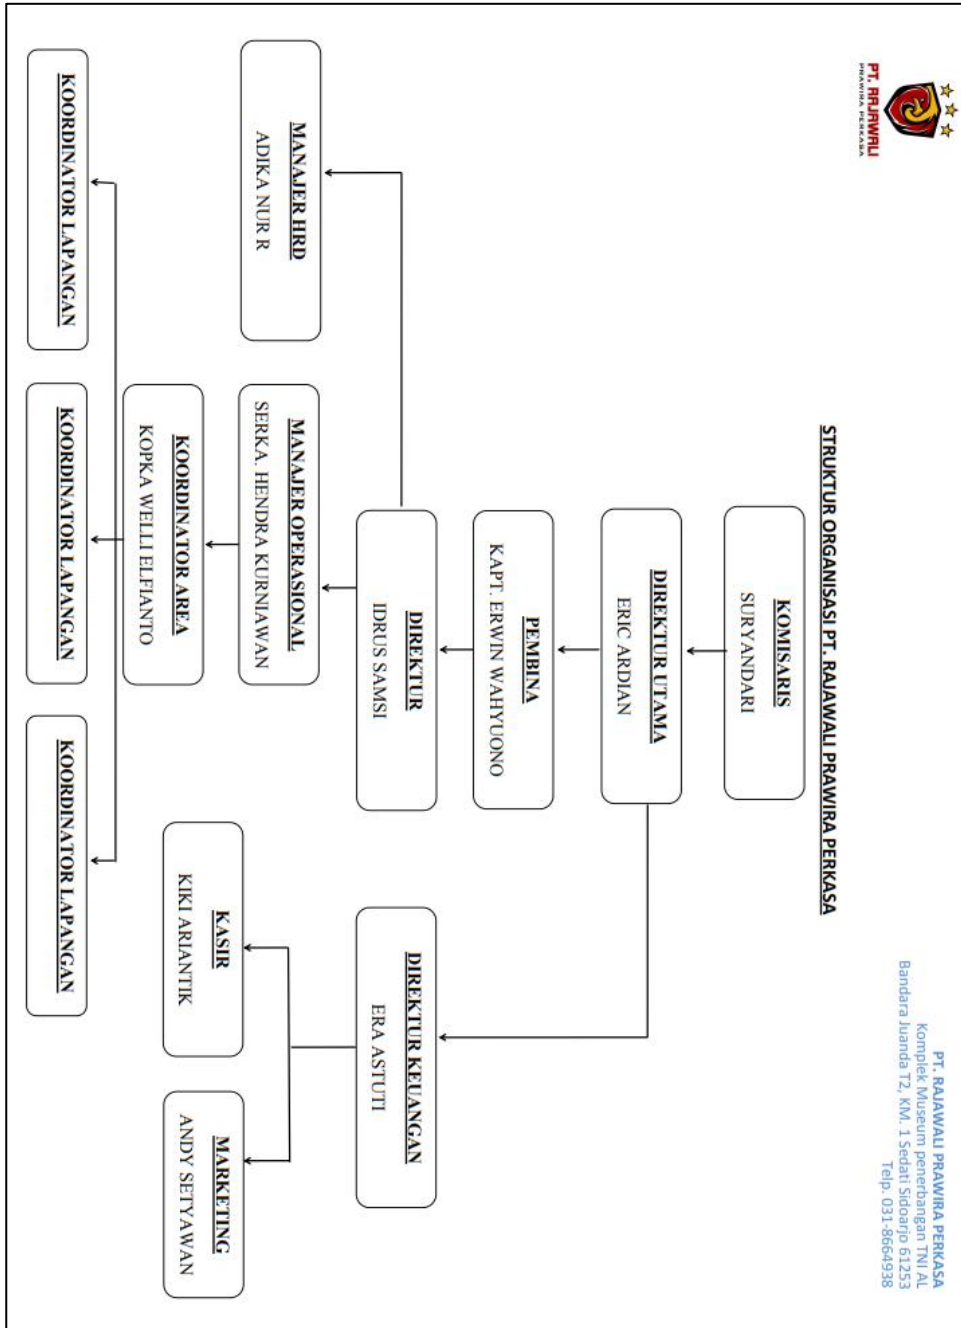 PT. RAJAWALI
PRAWIRA PERKASA
PT. RAJAWALI PRAWIRA PERKASA
Komplek Museum penerbangan TNI AL
Bandara Juanda T2, KM. 1 Sedati Sidoarjo 61253
Telp. 031-8664938
STRUKTUR ORGANISASI PT. RAJAWALI PRAWIRA PERKASA
KOMISARIS
SURYANDARI
DIREKTUR UTAMA
ERIC ARDIAN
PEMBINA
KAPT. ERWIN WAHYUONO
DIREKTUR
IDRUS SAMSI
DIREKTUR KEUANGAN
ERA ASTUTI
MANAJER HRD
ADIKA NUR R
MANAJER OPERASIONAL
SERKA. HENDRA KURNIAWAN
KOORDINATOR AREA
KOPKA WELLI ELFIANTO
KASIR
KIKI ARIANTIK
MARKETING
ANDY SETYAWAN
KOORDINATOR LAPANGAN
KOORDINATOR LAPANGAN
KOORDINATOR LAPANGAN